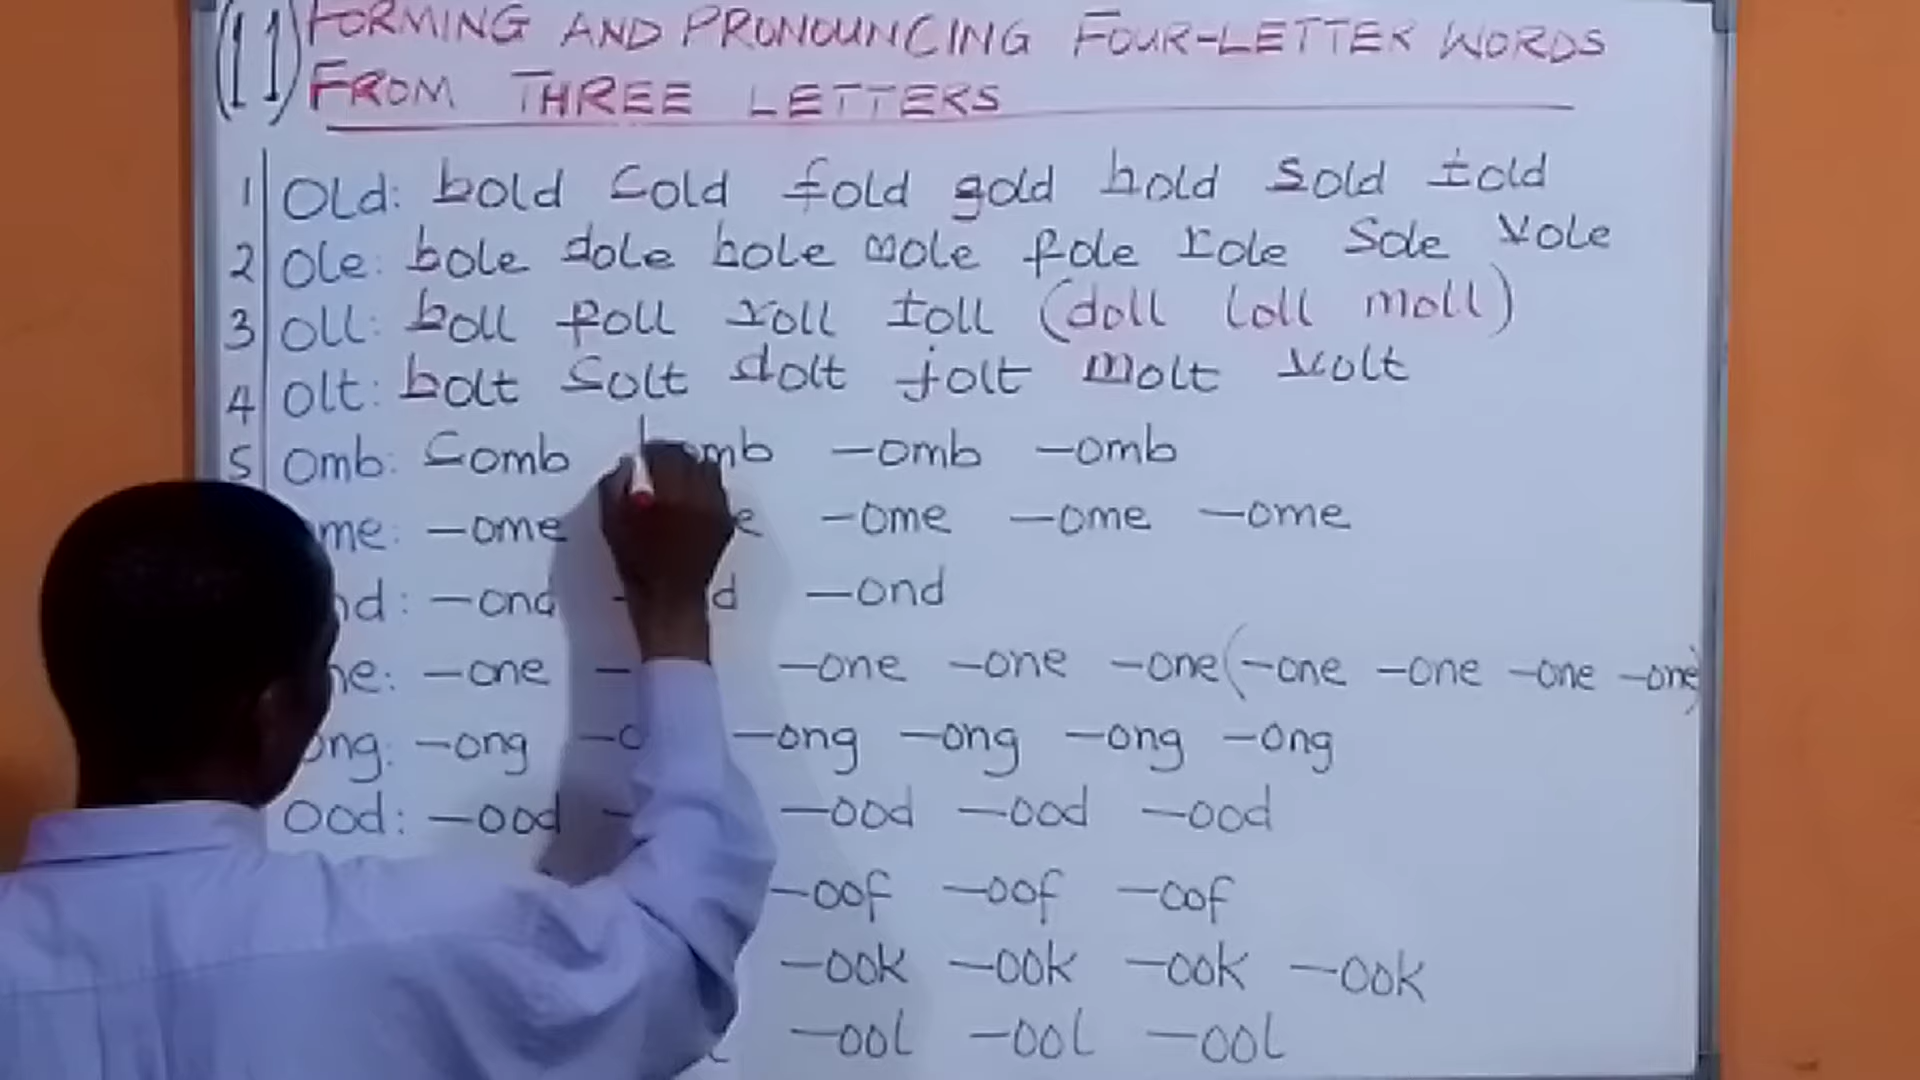 (11) FORMING AND PRONOUNCING FOUR-LETTER WORDS
FROM THREE LETTERS
1 Old: bold cold fold gold hold sold told
2 Ole: bole dole hole mole pole role Sole vole
3 Oll: boll poll roll toll (doll loll moll)
4 Olt: bolt colt dolt jolt molt volt
5 Omb: comb bomb -omb -omb
me: -ome e -ome -ome -ome
nd: -ond d -ond
ne: -one - -one -one -one (-one -one -one -one)
ong: -ong -o -ong -ong -ong -ong
ood: -ood - -ood -ood -ood
-oof -oof -oof
-ook -ook -ook -ook
-ool -ool -ool